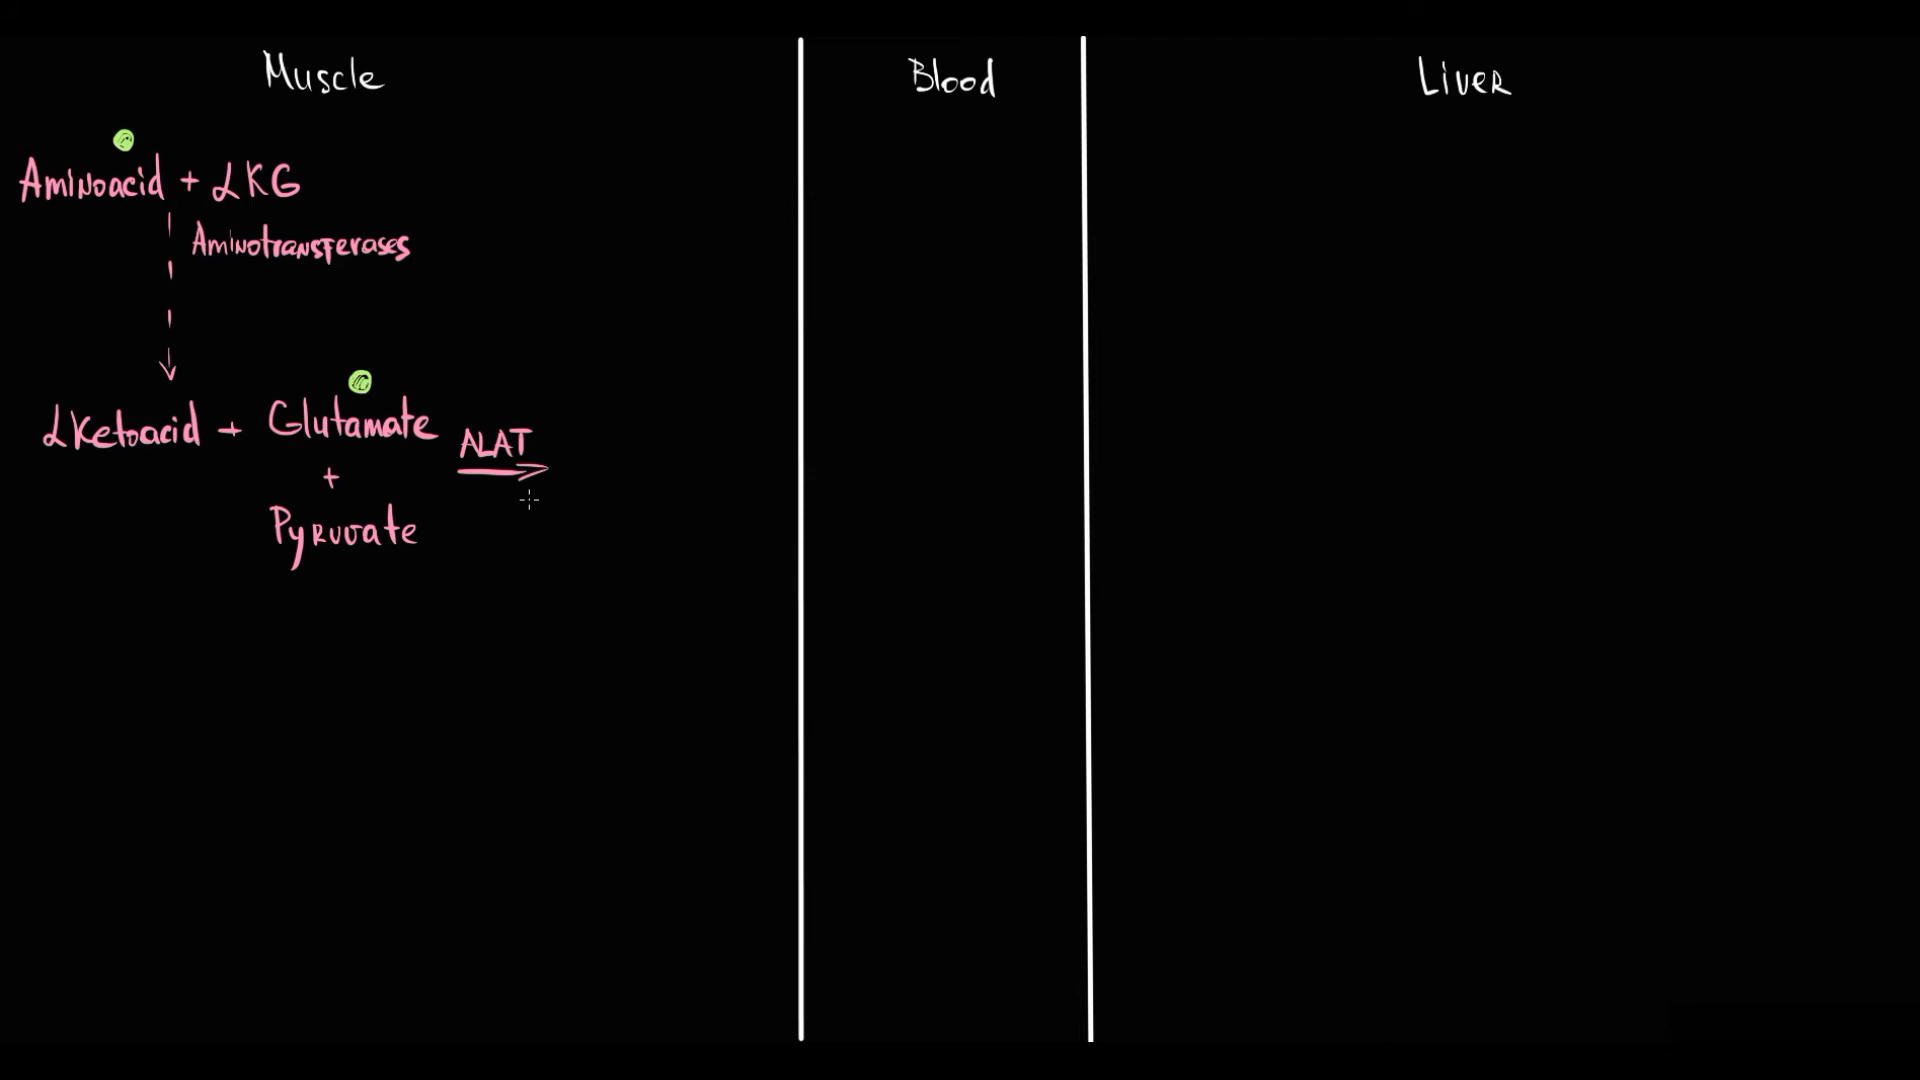 Muscle
Blood
Liver
Aminoacid + αKG
Aminotransferases
αKetoacid + Glutamate
ALAT
+
Pyruvate